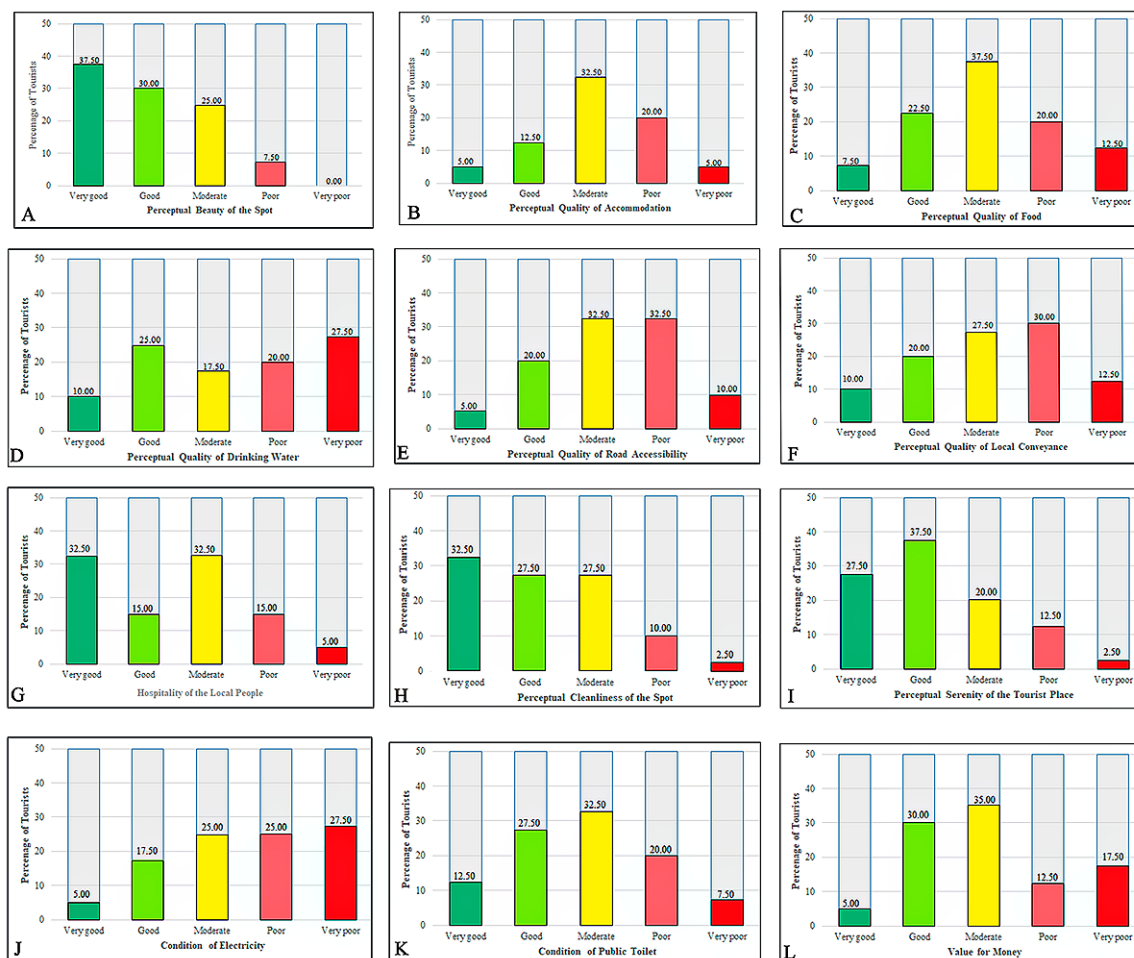 50
40
30
20
10
0
Percenage of Tourists
37.50
30.00
25.00
7.50
0.00
Very good Good Moderate Poor Very poor
Perceptual Beauty of the Spot
A
50
40
30
20
10
0
Percenage of Tourists
5.00
12.50
32.50
20.00
5.00
Very good Good Moderate Poor Very poor
Perceptual Quality of Accommodation
B
50
40
30
20
10
0
Percenage of Tourists
7.50
22.50
37.50
20.00
12.50
Very good Good Moderate Poor Very poor
Perceptual Quality of Food
C
50
40
30
20
10
0
Percenage of Tourists
10.00
25.00
17.50
20.00
27.50
Very good Good Moderate Poor Very poor
Perceptual Quality of Drinking Water
D
50
40
30
20
10
0
Percenage of Tourists
5.00
20.00
32.50
32.50
10.00
Very good Good Moderate Poor Very poor
Perceptual Quality of Road Accessibility
E
50
40
30
20
10
0
Percenage of Tourists
10.00
20.00
27.50
30.00
12.50
Very good Good Moderate Poor Very poor
Perceptual Quality of Local Conveyance
F
50
40
30
20
10
0
Percenage of Tourists
32.50
15.00
32.50
15.00
5.00
Very good Good Moderate Poor Very poor
Hospitality of the Local People
G
50
40
30
20
10
0
Percenage of Tourists
32.50
27.50
27.50
10.00
2.50
Very good Good Moderate Poor Very poor
Perceptual Cleanliness of the Spot
H
50
40
30
20
10
0
Percenage of Tourists
27.50
37.50
20.00
12.50
2.50
Very good Good Moderate Poor Very poor
Perceptual Serenity of the Tourist Place
I
50
40
30
20
10
0
Percenage of Tourists
5.00
17.50
25.00
25.00
27.50
Very good Good Moderate Poor Very poor
Condition of Electricity
J
50
40
30
20
10
0
Percenage of Tourists
12.50
27.50
32.50
20.00
7.50
Very good Good Moderate Poor Very poor
Condition of Public Toilet
K
50
40
30
20
10
0
Percenage of Tourists
5.00
30.00
35.00
12.50
17.50
Very good Good Moderate Poor Very poor
Value for Money
L